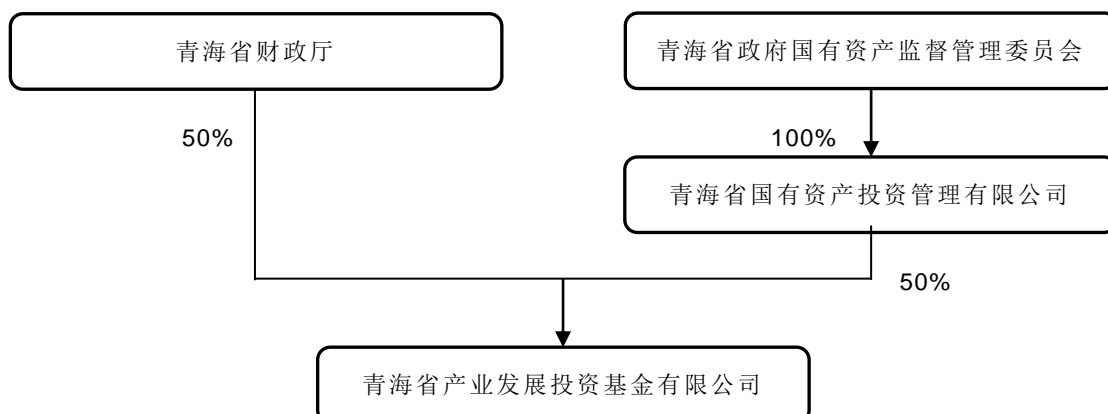 青海省财政厅
青海省政府国有资产监督管理委员会
50%
100%
青海省国有资产投资管理有限公司
50%
青海省产业发展投资基金有限公司